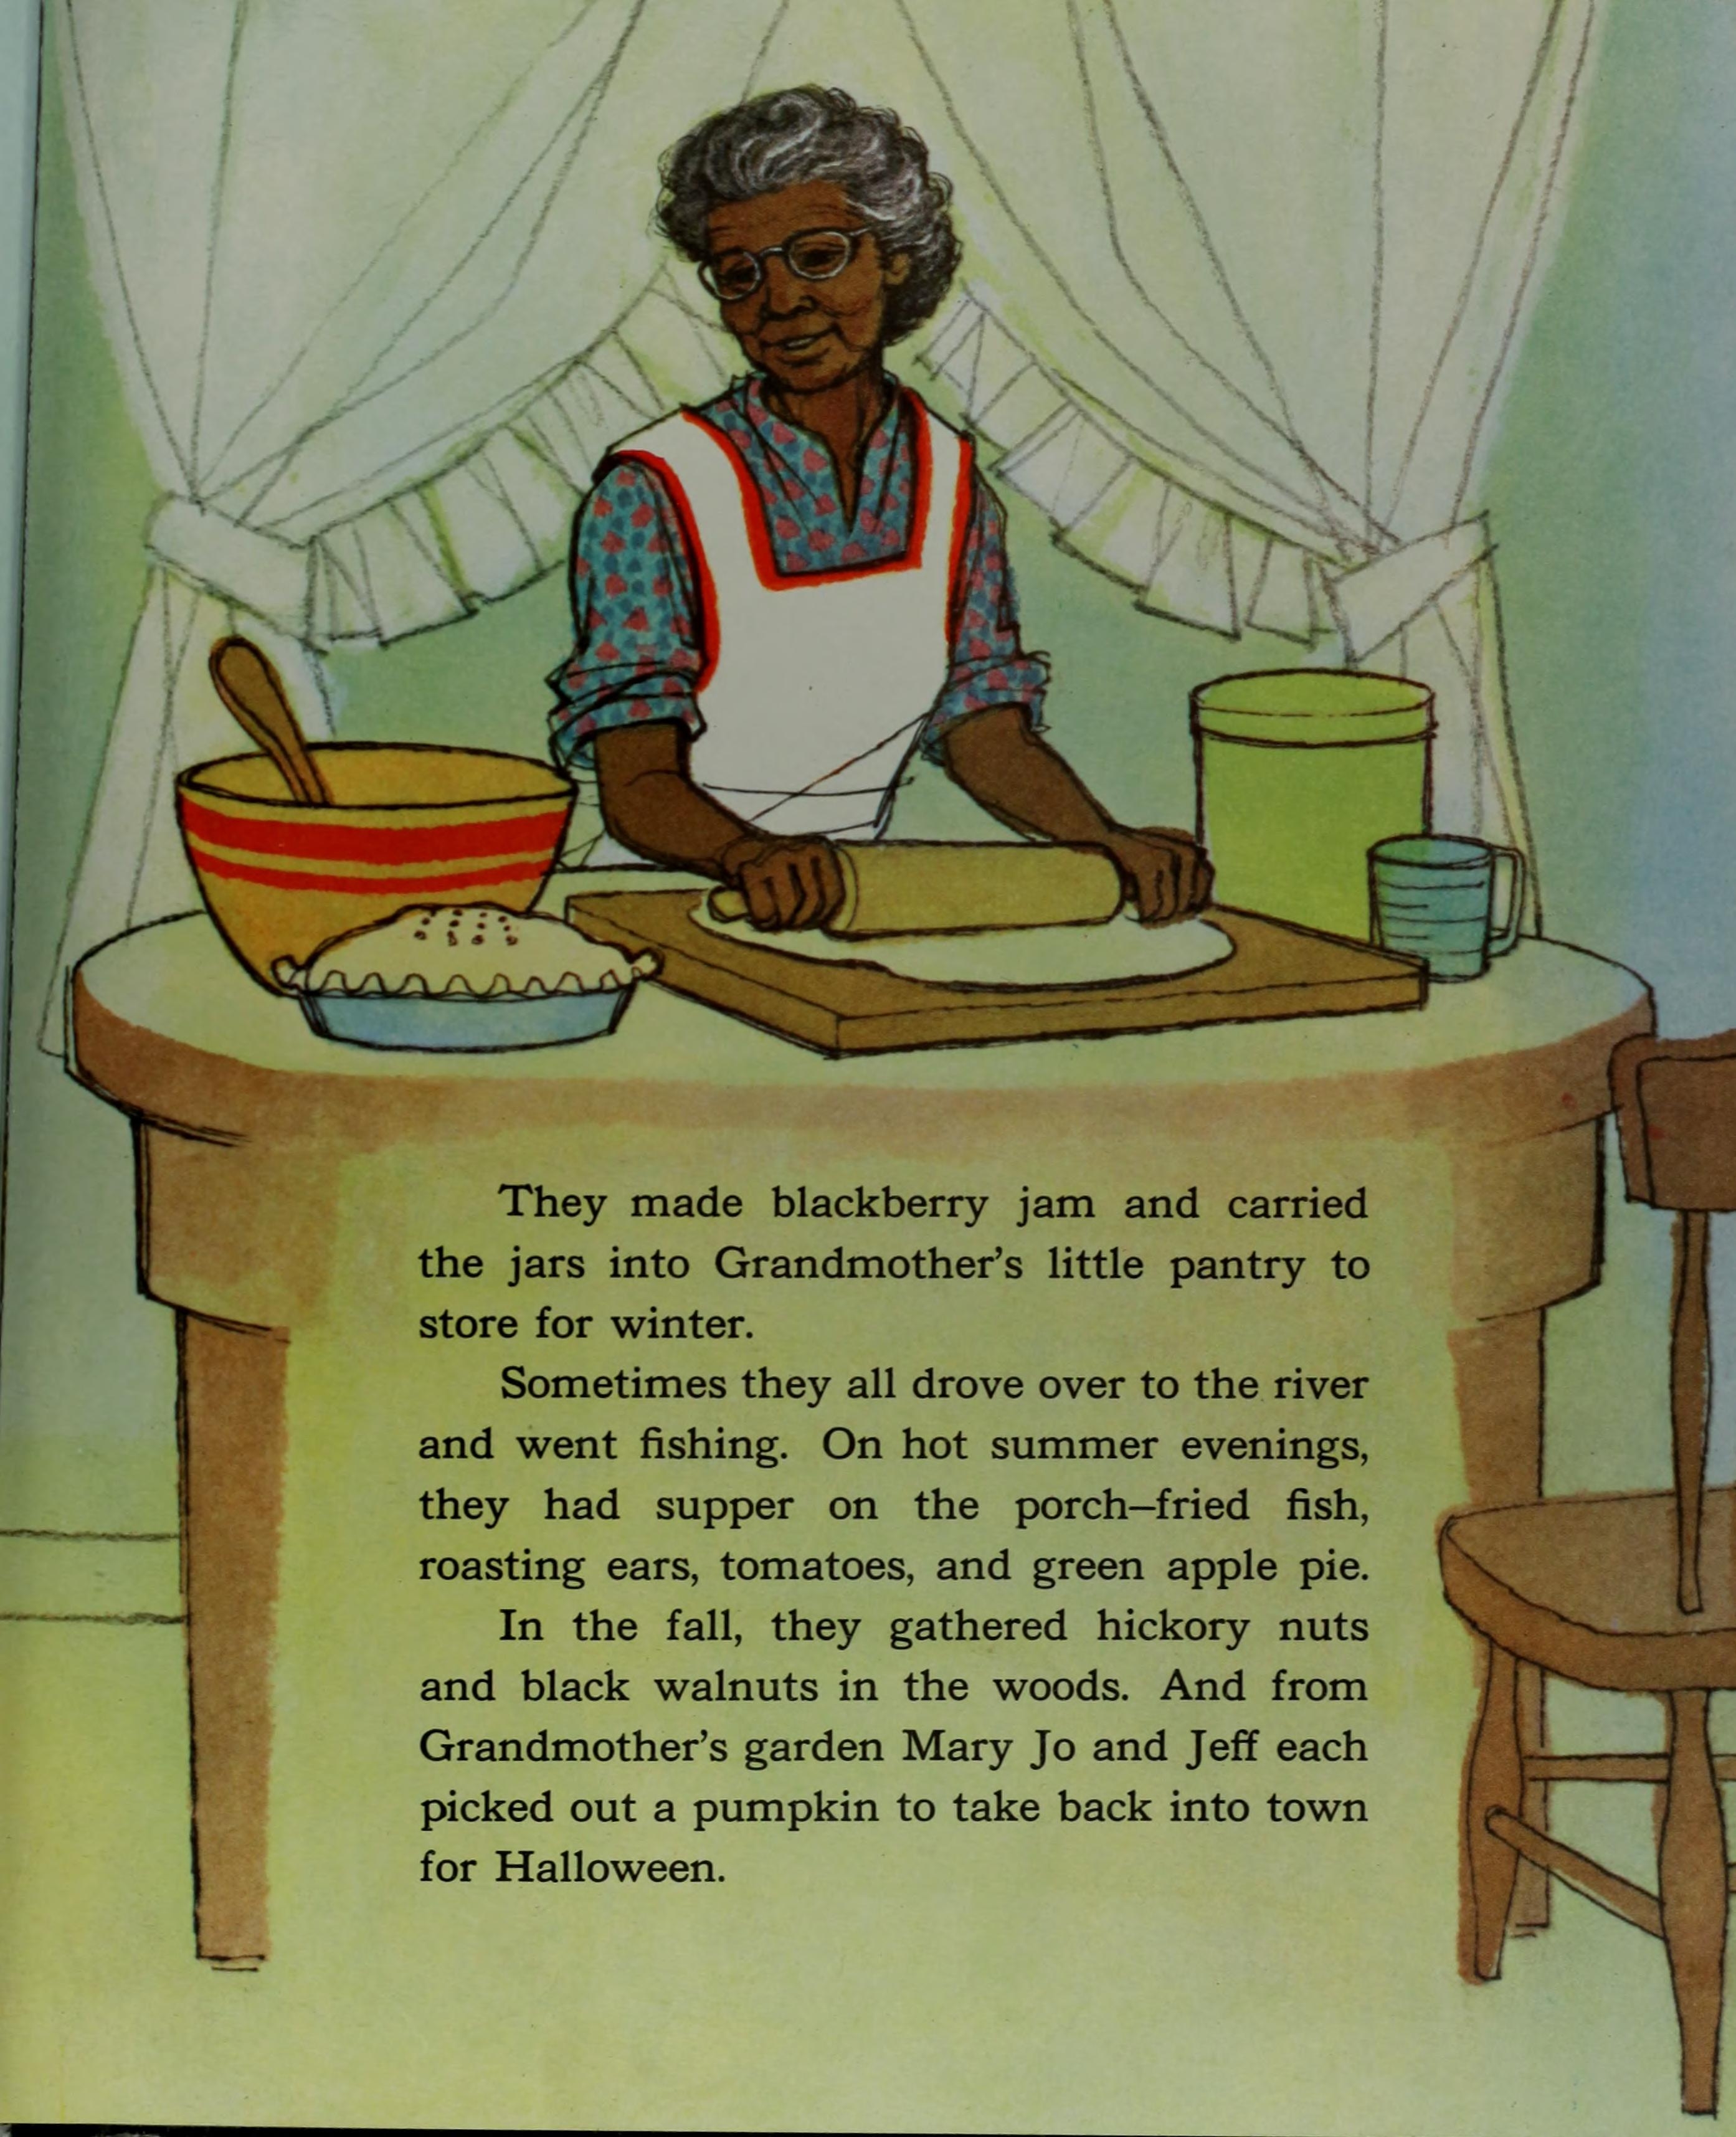 They made blackberry jam and carried
the jars into Grandmother's little pantry to
store for winter.
Sometimes they all drove over to the river
and went fishing. On hot summer evenings,
they had supper on the porch—fried fish,
roasting ears, tomatoes, and green apple pie.
In the fall, they gathered hickory nuts
and black walnuts in the woods. And from
Grandmother's garden Mary Jo and Jeff each
picked out a pumpkin to take back into town
for Halloween.